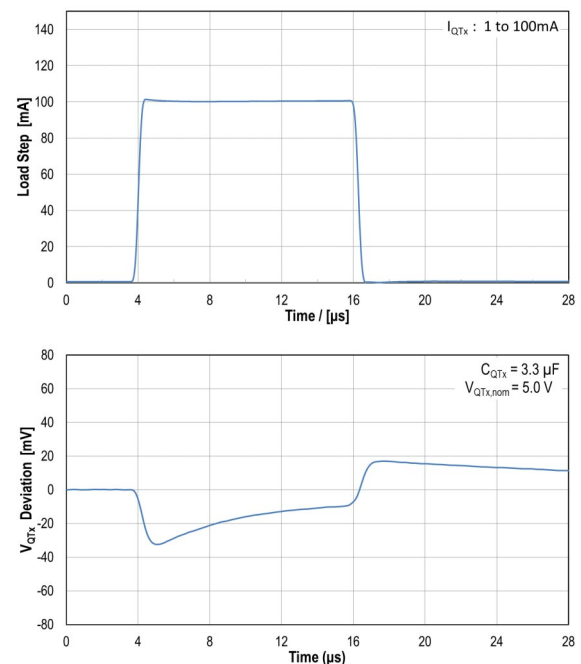 I_QTx : 1 to 100mA
Load Step [mA]
140
120
100
80
60
40
20
0
0 4 8 12 16 20 24 28
Time / [µs]
C_QTx = 3.3 µF
V_QTx,nom = 5.0 V
V_QTx Deviation [mV]
80
60
40
20
0
-20
-40
-60
-80
0 4 8 12 16 20 24 28
Time (µs)